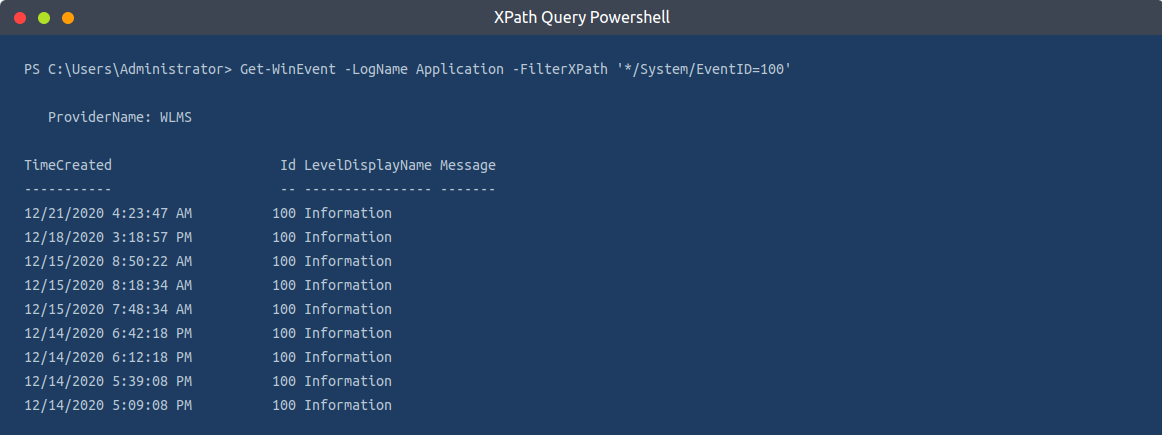 XPath Query Powershell
PS C:\Users\Administrator> Get-WinEvent -LogName Application -FilterXPath '*/System/EventID=100'
ProviderName: WLMS
TimeCreated                     Id LevelDisplayName Message
-----------                     -- ---------------- -------
12/21/2020 4:23:47 AM          100 Information
12/18/2020 3:18:57 PM          100 Information
12/15/2020 8:50:22 AM          100 Information
12/15/2020 8:18:34 AM          100 Information
12/15/2020 7:48:34 AM          100 Information
12/14/2020 6:42:18 PM          100 Information
12/14/2020 6:12:18 PM          100 Information
12/14/2020 5:39:08 PM          100 Information
12/14/2020 5:09:08 PM          100 Information